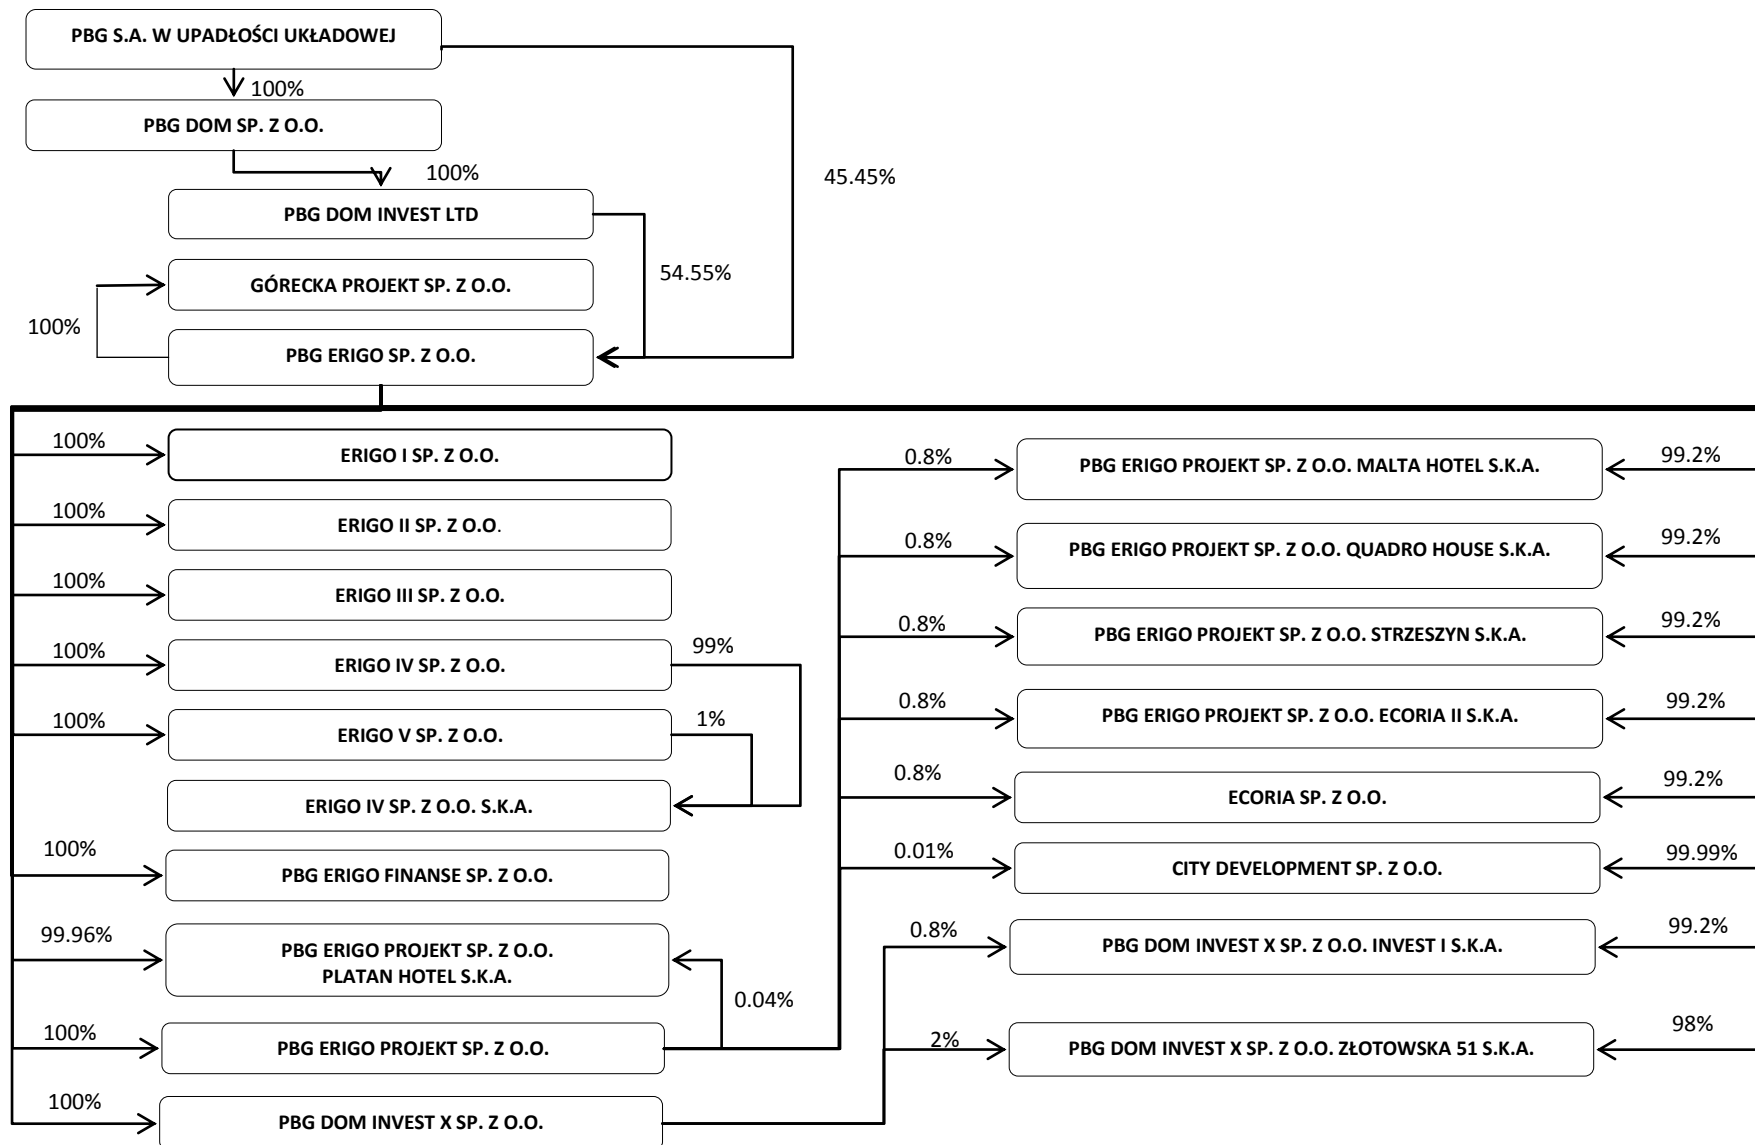 PBG S.A. W UPADŁOŚCI UKŁADOWEJ
100%
PBG DOM SP. Z O.O.
100%
45.45%
PBG DOM INVEST LTD
54.55%
GÓRECKA PROJEKT SP. Z O.O.
100%
PBG ERIGO SP. Z O.O.
100%
ERIGO I SP. Z O.O.
100%
ERIGO II SP. Z O.O.
100%
ERIGO III SP. Z O.O.
100%
ERIGO IV SP. Z O.O.
99%
100%
ERIGO V SP. Z O.O.
1%
ERIGO IV SP. Z O.O. S.K.A.
100%
PBG ERIGO FINANSE SP. Z O.O.
99.96%
PBG ERIGO PROJEKT SP. Z O.O.
PLATAN HOTEL S.K.A.
0.04%
100%
PBG ERIGO PROJEKT SP. Z O.O.
100%
PBG DOM INVEST X SP. Z O.O.
0.8%
PBG ERIGO PROJEKT SP. Z O.O. MALTA HOTEL S.K.A.
99.2%
0.8%
PBG ERIGO PROJEKT SP. Z O.O. QUADRO HOUSE S.K.A.
99.2%
0.8%
PBG ERIGO PROJEKT SP. Z O.O. STRZESZYN S.K.A.
99.2%
0.8%
PBG ERIGO PROJEKT SP. Z O.O. ECORIA II S.K.A.
99.2%
0.8%
ECORIA SP. Z O.O.
99.2%
0.01%
CITY DEVELOPMENT SP. Z O.O.
99.99%
0.8%
PBG DOM INVEST X SP. Z O.O. INVEST I S.K.A.
99.2%
2%
PBG DOM INVEST X SP. Z O.O. ZŁOTOWSKA 51 S.K.A.
98%